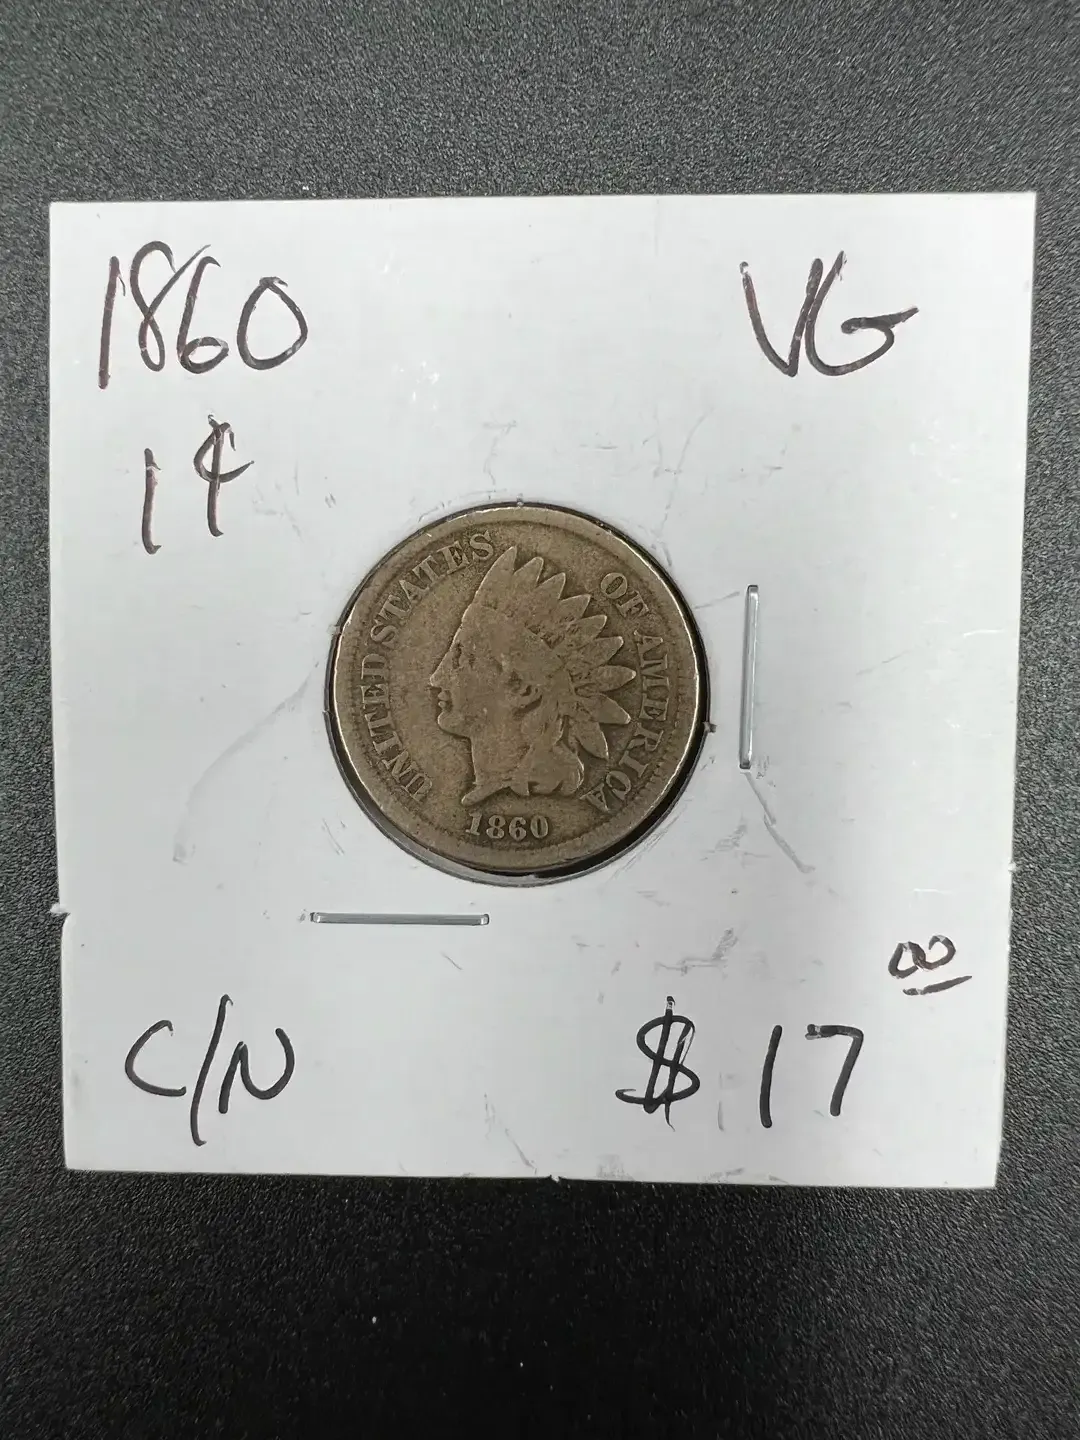 1860
VG
1¢
UNITED STATES OF AMERICA
1860
C/N
$17 00